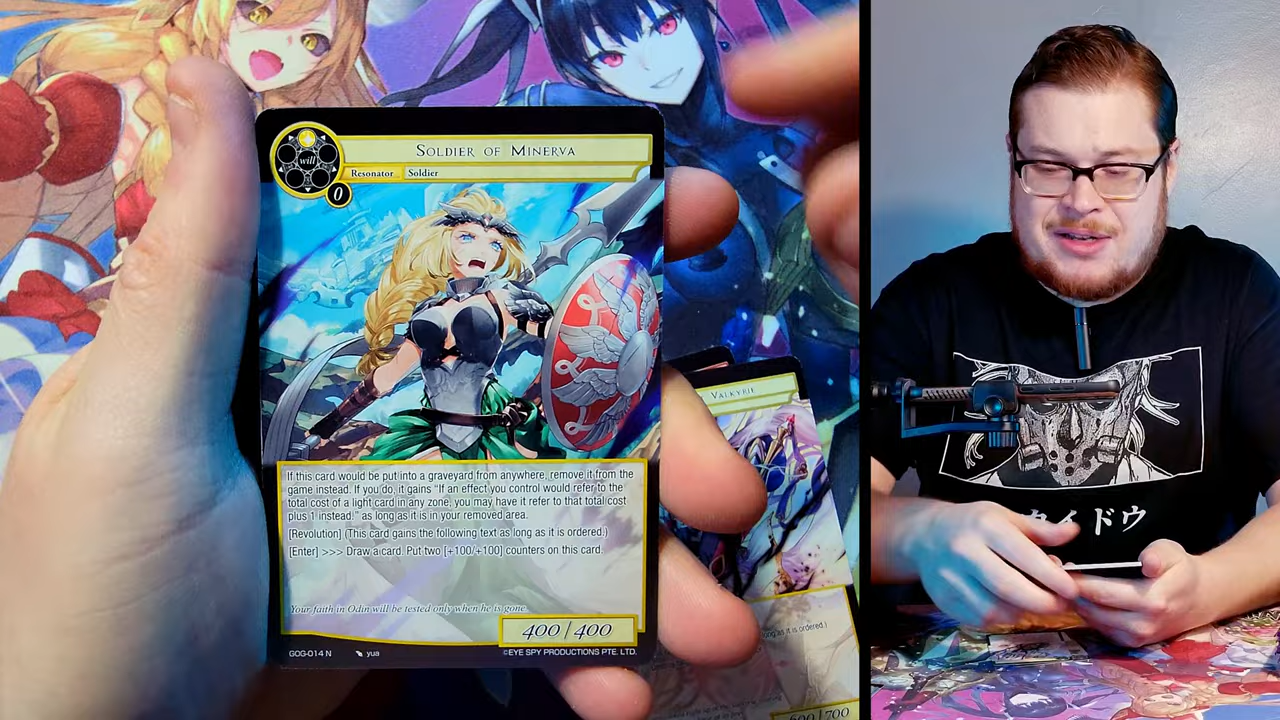 SOLDIER OF MINERVA
will
Resonator Soldier
0
If this card would be put into a graveyard from anywhere, remove it from the
game instead. If you do, it gains "If an effect you control would refer to the
total cost of a light card in any zone, you may have it refer to that total cost
plus 1 instead." as long as it is in your removed area.
[Revolution] (This card gains the following text as long as it is ordered.)
[Enter] >>> Draw a card. Put two [+100/+100] counters on this card.
Your faith in Odin will be tested only when he is gone.
400/400
GOG-014 N yua ©EYE SPY PRODUCTIONS PTE. LTD.
VALKYRIE
long as it is ordered.)
600/700
カイドウ